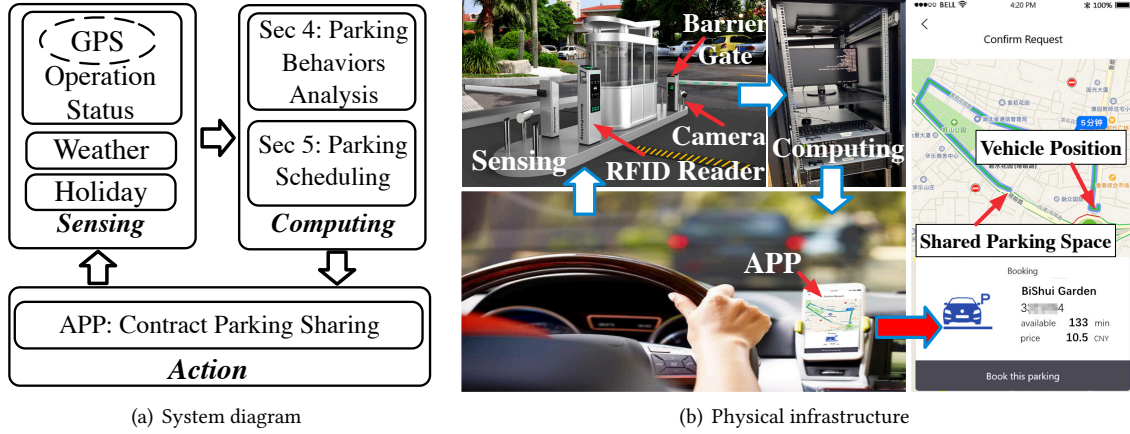 GPS
Operation
Status
Weather
Holiday
Sensing
Sec 4: Parking
Behaviors
Analysis
Sec 5: Parking
Scheduling
Computing
APP: Contract Parking Sharing
Action
(a) System diagram
Barrier
Gate
Camera
Sensing
RFID Reader
Computing
APP
BELL
4:20 PM
100%
Confirm Request
5分钟
Vehicle Position
Shared Parking Space
Booking
BiShui Garden
available 133 min
price 10.5 CNY
Book this parking
(b) Physical infrastructure